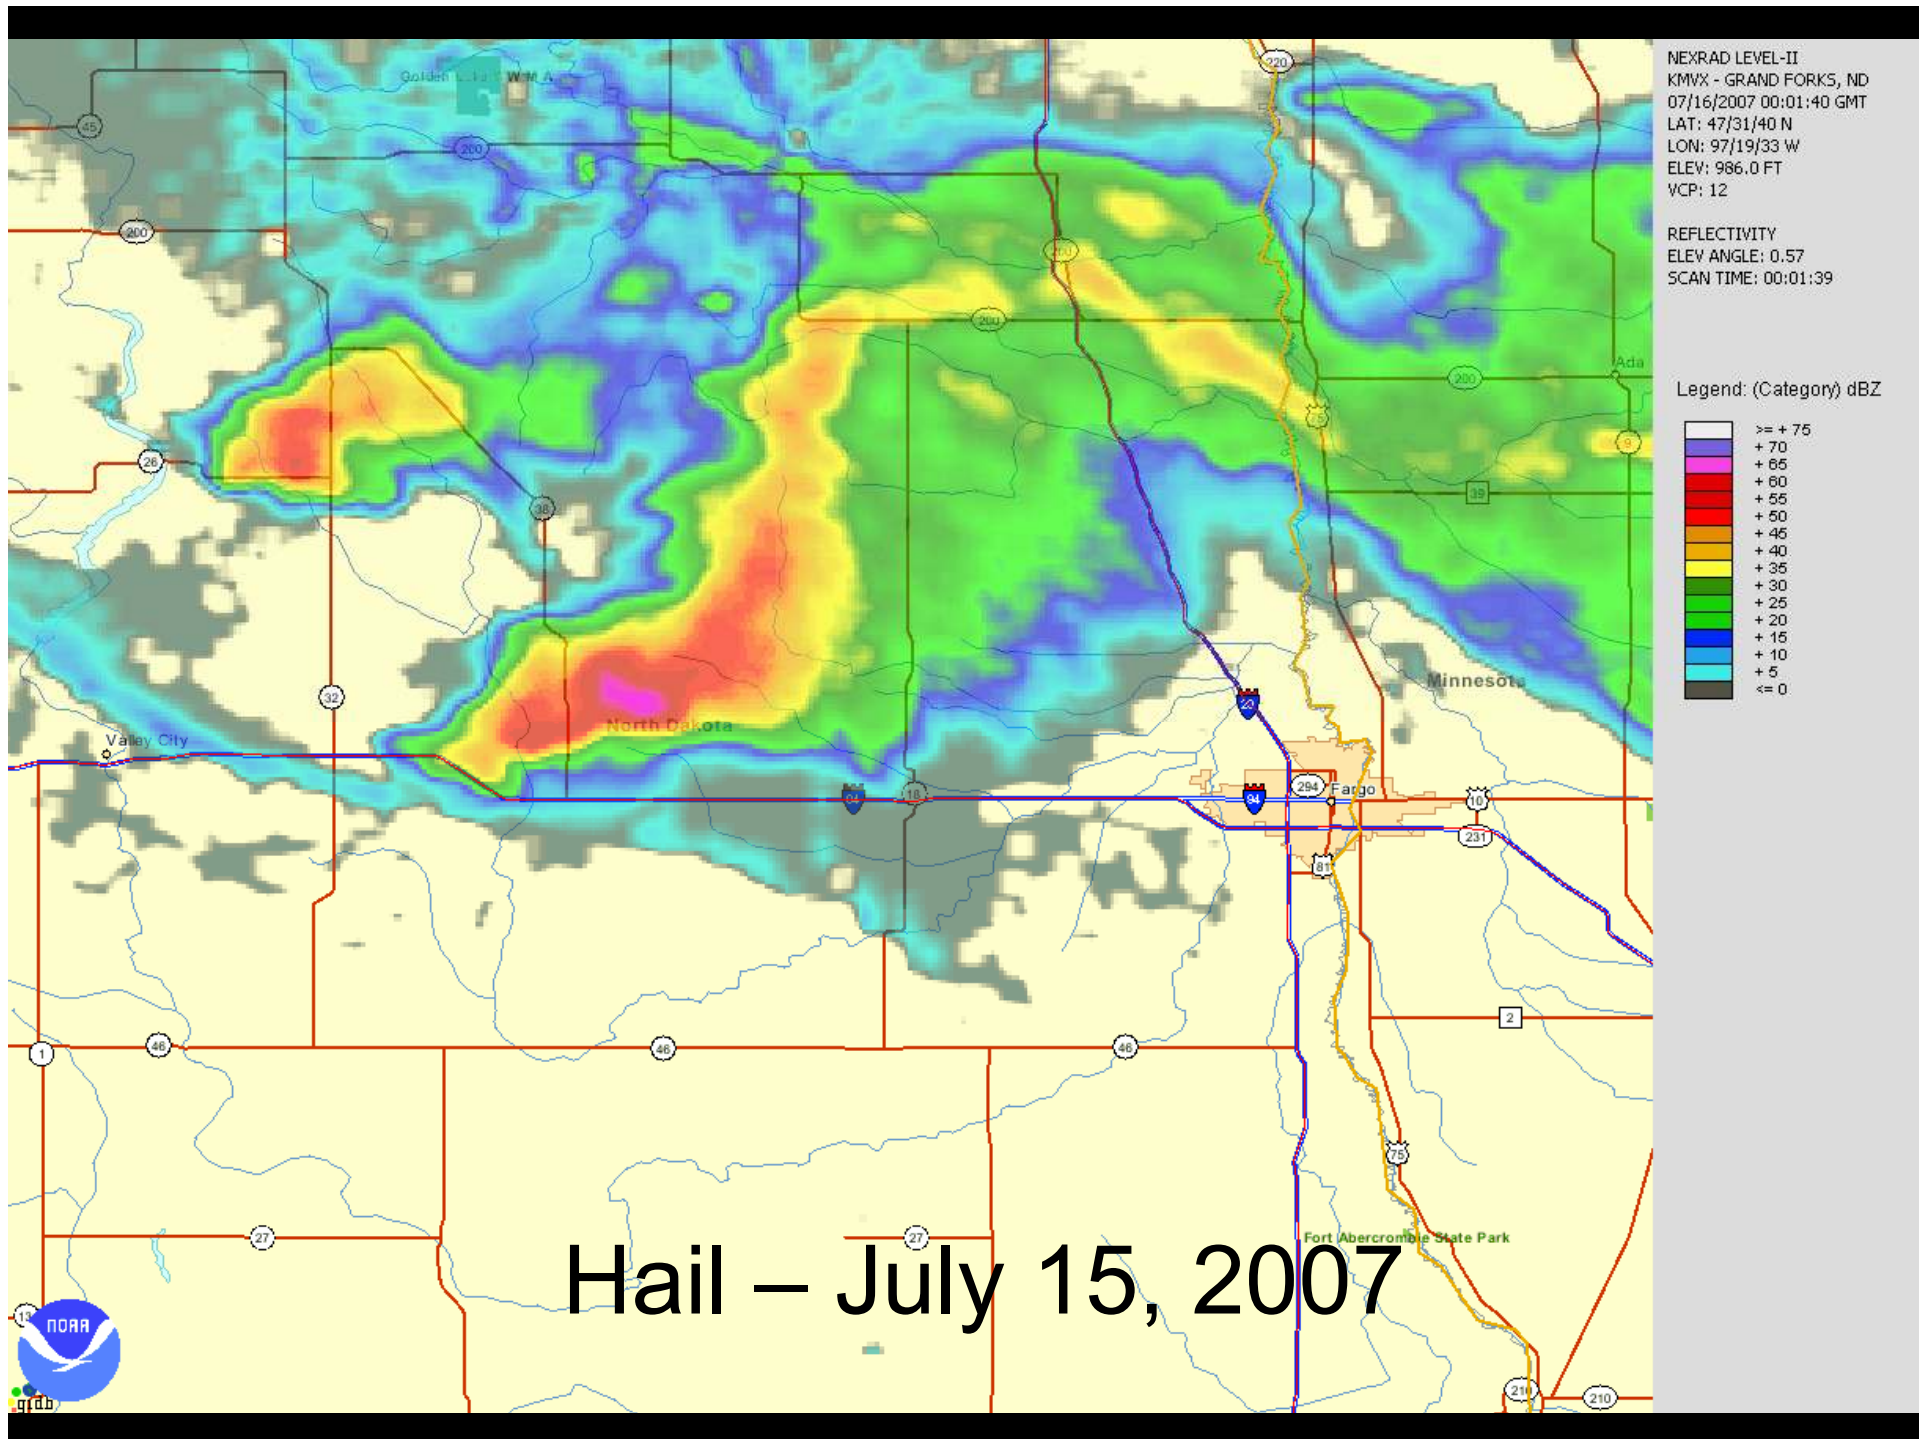 NEXRAD LEVEL-II
KMVX - GRAND FORKS, ND
07/16/2007 00:01:40 GMT
LAT: 47/31/40 N
LON: 97/19/33 W
ELEV: 986.0 FT
VCP: 12
REFLECTIVITY
ELEV ANGLE: 0.57
SCAN TIME: 00:01:39
Legend: (Category) dBZ
>= + 75
+ 70
+ 65
+ 60
+ 55
+ 50
+ 45
+ 40
+ 35
+ 30
+ 25
+ 20
+ 15
+ 10
+ 5
<= 0
220
Golden W M A
45
200
200
200
200
Ada
200
75
9
26
39
38
Minnesota
32
North Dakota
Valley City
94
18
94
294
Fargo
10
231
81
2
1
46
46
46
75
27
27
Fort Abercrombie State Park
Hail – July 15, 2007
13
NOAA
210
210